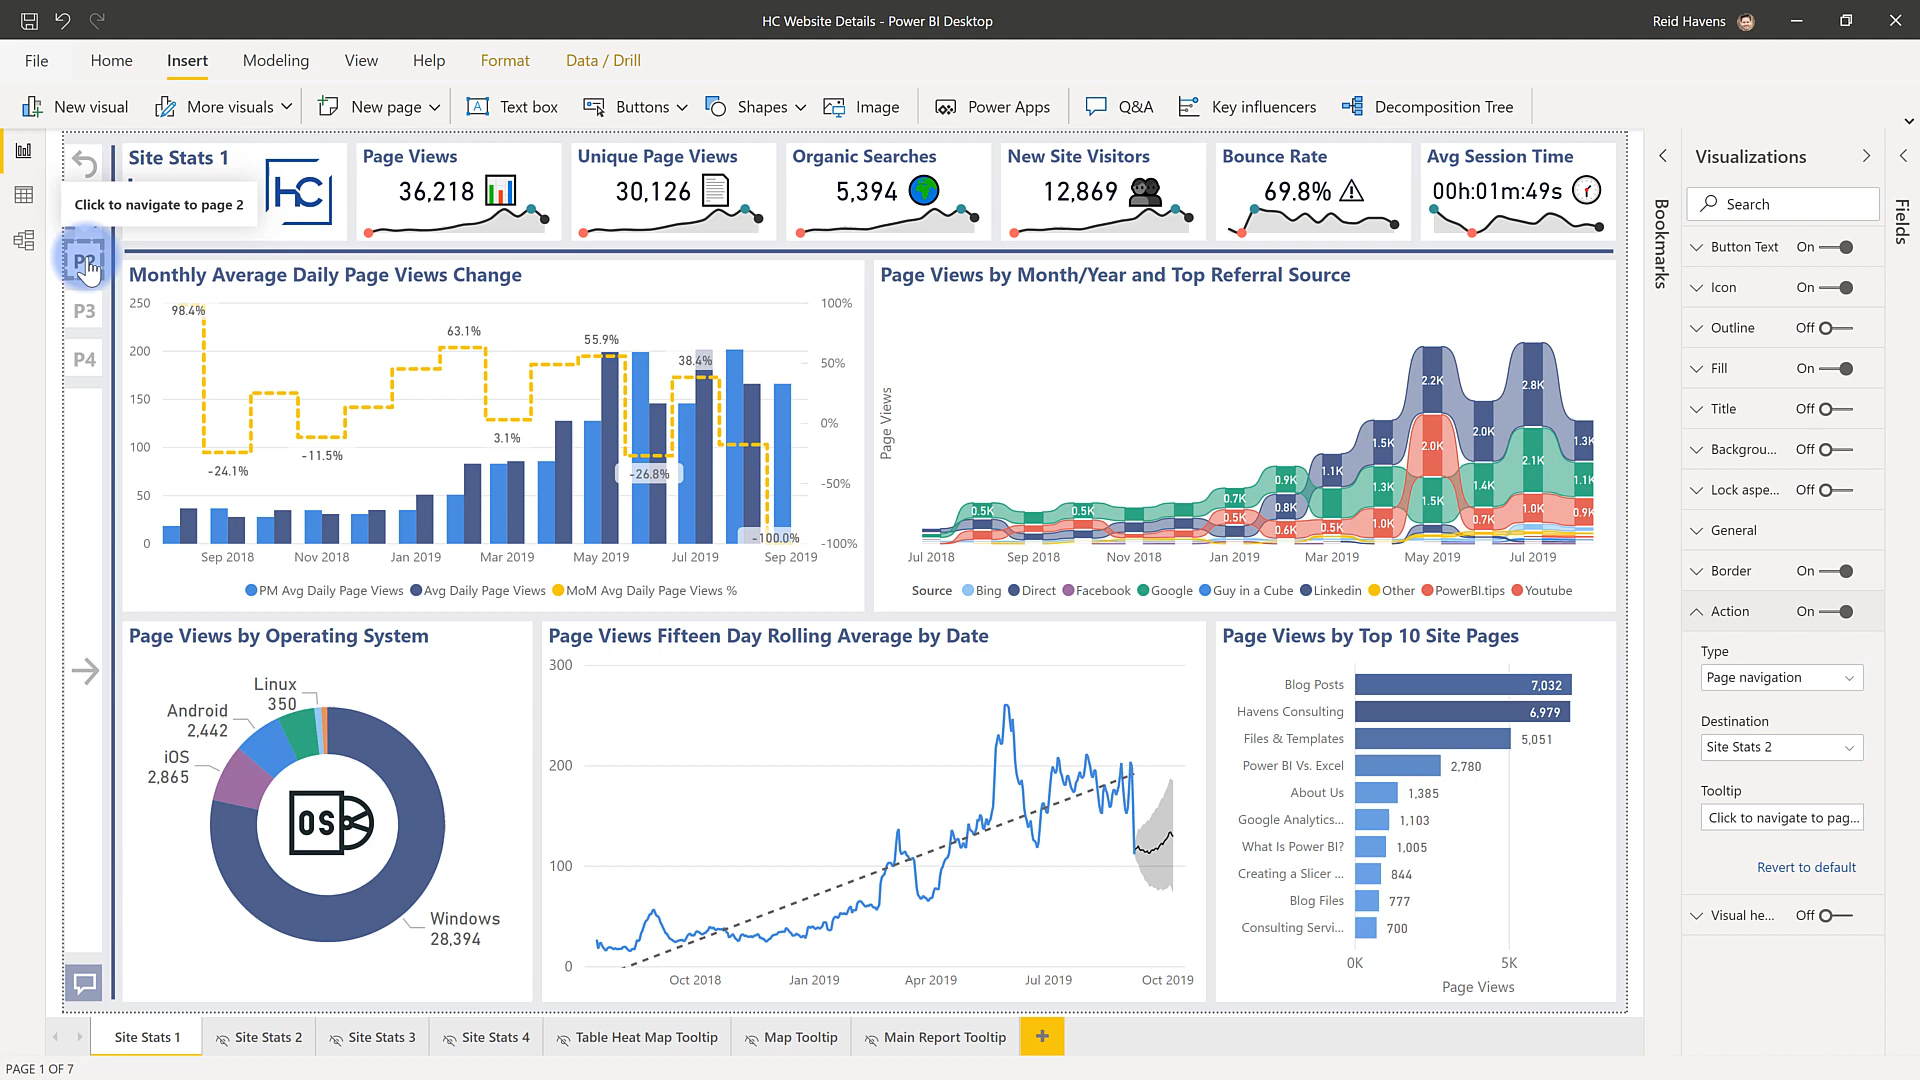 HC Website Details - Power BI Desktop
Reid Havens
File Home Insert Modeling View Help Format Data / Drill
New visual More visuals New page Text box Buttons Shapes Image Power Apps Q&A Key influencers Decomposition Tree
Site Stats 1
HC
Click to navigate to page 2
P3
P4
Page Views
36,218
Unique Page Views
30,126
Organic Searches
5,394
New Site Visitors
12,869
Bounce Rate
69.8%
Avg Session Time
00h:01m:49s
Monthly Average Daily Page Views Change
250
200
150
100
50
0
98.4%
-24.1%
-11.5%
63.1%
3.1%
55.9%
-26.8%
38.4%
-100.0%
100%
50%
0%
-50%
-100%
Sep 2018 Nov 2018 Jan 2019 Mar 2019 May 2019 Jul 2019 Sep 2019
PM Avg Daily Page Views Avg Daily Page Views MoM Avg Daily Page Views %
Page Views by Month/Year and Top Referral Source
Page Views
0.5K
0.5K
0.7K
0.5K
0.9K
0.8K
0.6K
1.1K
0.5K
1.5K
1.3K
1.0K
2.2K
2.0K
1.5K
2.0K
1.4K
0.7K
2.8K
2.1K
1.0K
1.3K
1.1K
0.9K
Jul 2018 Sep 2018 Nov 2018 Jan 2019 Mar 2019 May 2019 Jul 2019
Source Bing Direct Facebook Google Guy in a Cube Linkedin Other PowerBI.tips Youtube
Page Views by Operating System
Linux
350
Android
2,442
iOS
2,865
OS
Windows
28,394
Page Views Fifteen Day Rolling Average by Date
300
200
100
0
Oct 2018 Jan 2019 Apr 2019 Jul 2019 Oct 2019
Page Views by Top 10 Site Pages
Blog Posts 7,032
Havens Consulting 6,979
Files & Templates 5,051
Power BI Vs. Excel 2,780
About Us 1,385
Google Analytics... 1,103
What Is Power BI? 1,005
Creating a Slicer ... 844
Blog Files 777
Consulting Servi... 700
0K 5K
Page Views
Bookmarks
Visualizations
Search
Button Text On
Icon On
Outline Off
Fill On
Title Off
Backgrou... Off
Lock aspe... Off
General
Border On
Action On
Type
Page navigation
Destination
Site Stats 2
Tooltip
Click to navigate to pag...
Revert to default
Visual he... Off
Fields
Site Stats 1 Site Stats 2 Site Stats 3 Site Stats 4 Table Heat Map Tooltip Map Tooltip Main Report Tooltip
PAGE 1 OF 7